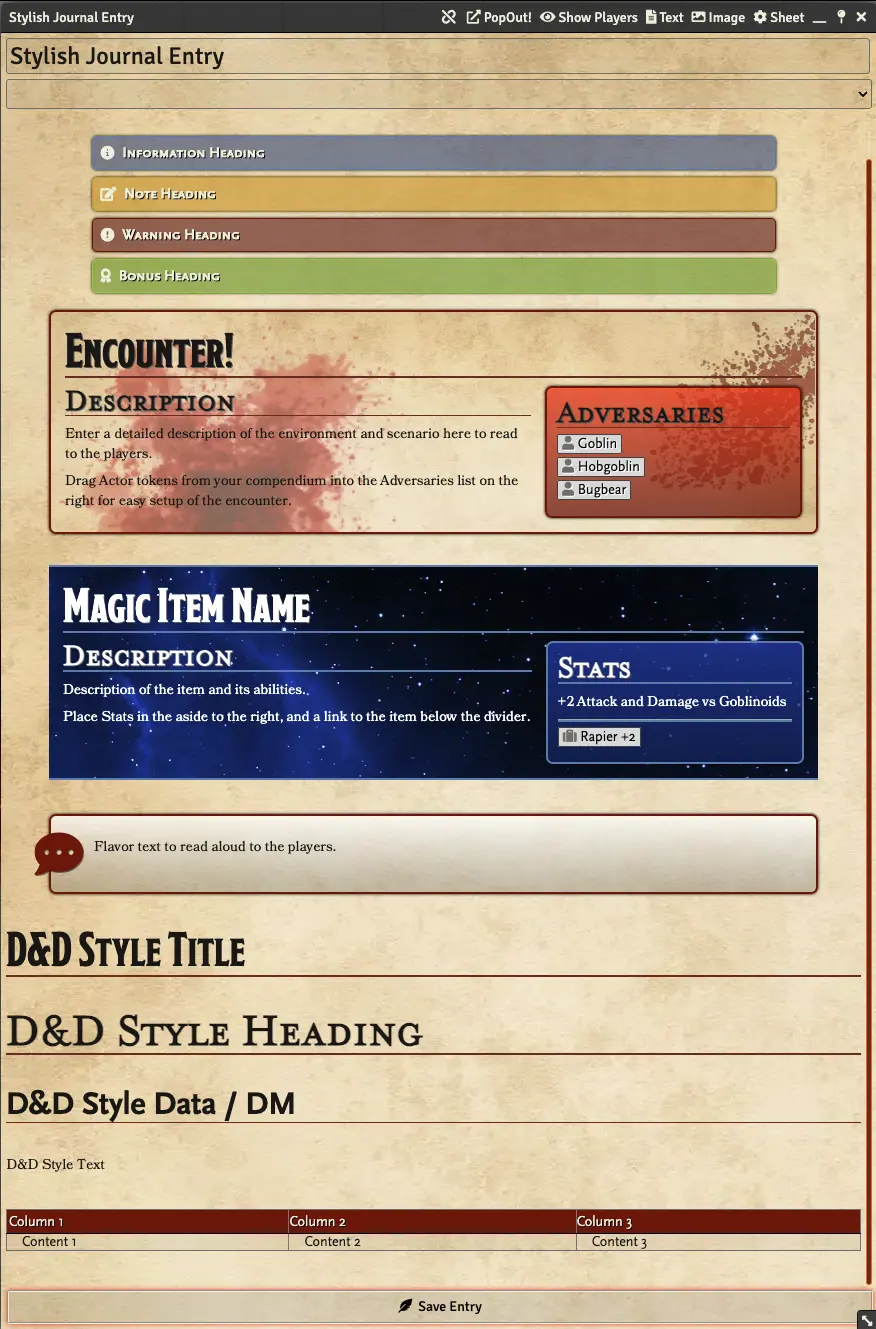 Stylish Journal Entry
PopOut! Show Players Text Image Sheet
Stylish Journal Entry
Information Heading
Note Heading
Warning Heading
Bonus Heading
Encounter!
Description
Enter a detailed description of the environment and scenario here to read
to the players.
Drag Actor tokens from your compendium into the Adversaries list on the
right for easy setup of the encounter.
Adversaries
Goblin
Hobgoblin
Bugbear
Magic Item Name
Description
Description of the item and its abilities..
Place Stats in the aside to the right, and a link to the item below the divider.
Stats
+2 Attack and Damage vs Goblinoids
Rapier +2
Flavor text to read aloud to the players.
D&D Style Title
D&D Style Heading
D&D Style Data / DM
D&D Style Text
Column 1 Column 2 Column 3
Content 1 Content 2 Content 3
Save Entry